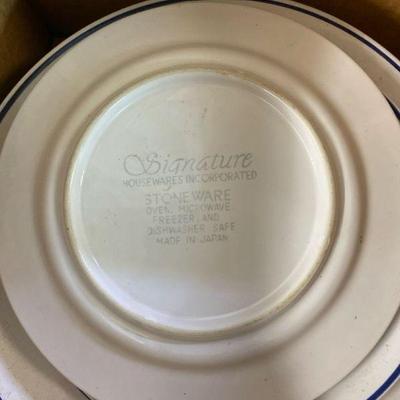 Signature
HOUSEWARES INCORPORATED
STONEWARE
OVEN, MICROWAVE,
FREEZER, AND
DISHWASHER SAFE
MADE IN JAPAN